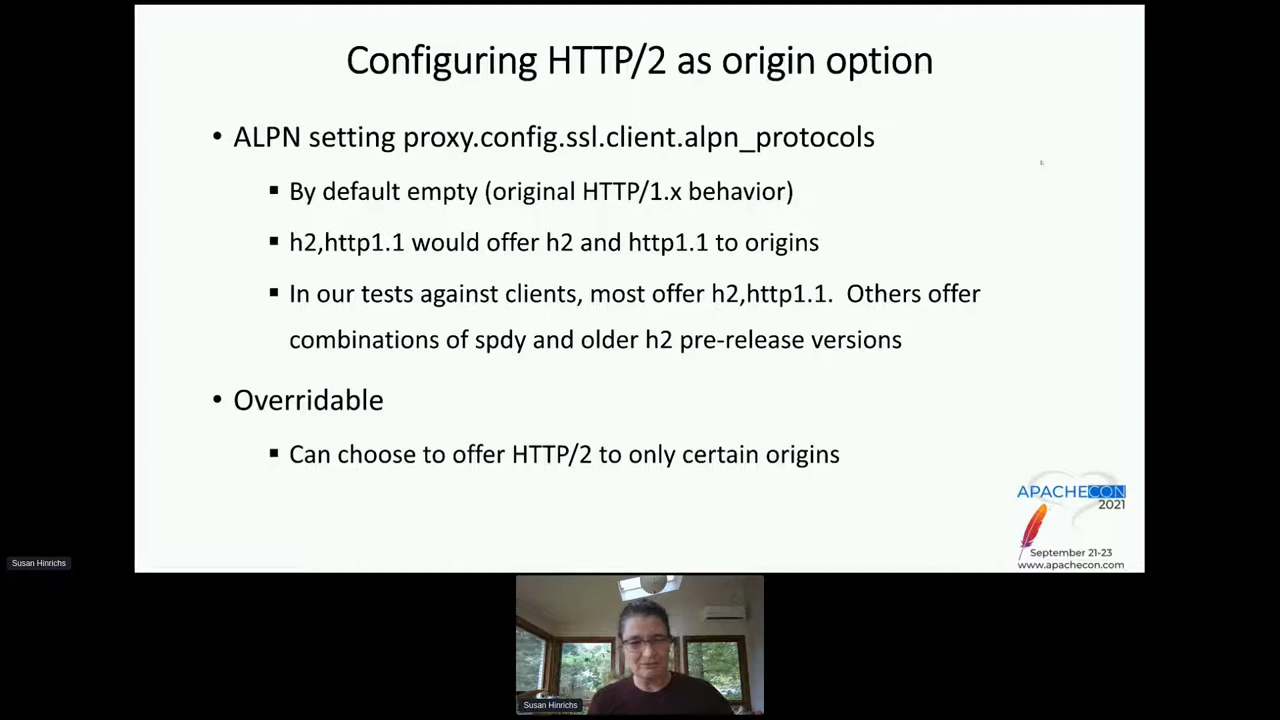 Configuring HTTP/2 as origin option
• ALPN setting proxy.config.ssl.client.alpn_protocols
▪ By default empty (original HTTP/1.x behavior)
▪ h2,http1.1 would offer h2 and http1.1 to origins
▪ In our tests against clients, most offer h2,http1.1.  Others offer
combinations of spdy and older h2 pre-release versions
• Overridable
▪ Can choose to offer HTTP/2 to only certain origins
APACHECON
2021
September 21-23
www.apachecon.com
Susan Hinrichs
Susan Hinrichs